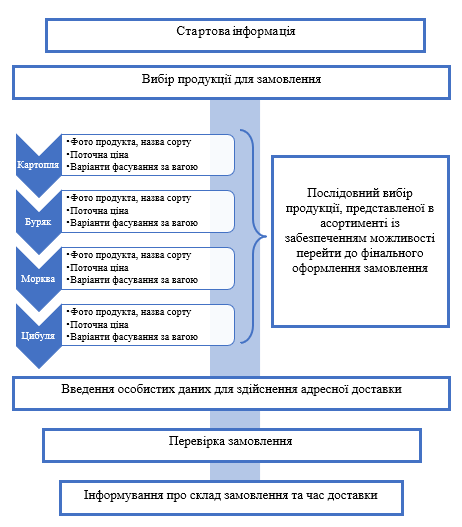 Стартова інформація
Вибір продукції для замовлення
Картопля
•Фото продукта, назва сорту
•Поточна ціна
•Варіанти фасування за вагою
Буряк
•Фото продукта, назва сорту
•Поточна ціна
•Варіанти фасування за вагою
Морква
•Фото продукта, назва сорту
•Поточна ціна
•Варіанти фасування за вагою
Цибуля
•Фото продукта, назва сорту
•Поточна ціна
•Варіанти фасування за вагою
Послідовний вибір
продукції, представленої в
асортименті із
забезпеченням можливості
перейти до фінального
оформлення замовлення
Введення особистих даних для здійснення адресної доставки
Перевірка замовлення
Інформування про склад замовлення та час доставки